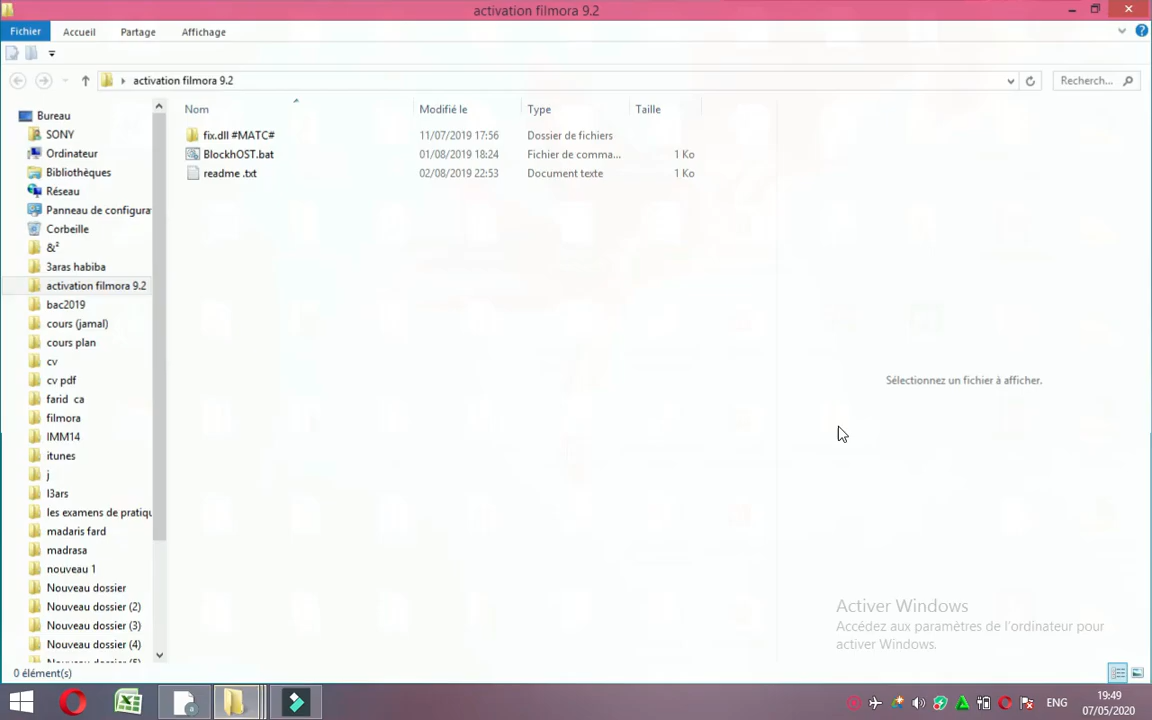 activation filmora 9.2
Fichier Accueil Partage Affichage
activation filmora 9.2 Recherch...
Nom Modifié le Type Taille
fix.dll #MATC# 11/07/2019 17:56 Dossier de fichiers
BlockhOST.bat 01/08/2019 18:24 Fichier de comma... 1 Ko
readme .txt 02/08/2019 22:53 Document texte 1 Ko
Bureau
SONY
Ordinateur
Bibliothèques
Réseau
Panneau de configura
Corbeille
&²
3aras habiba
activation filmora 9.2
bac2019
cours (jamal)
cours plan
cv
cv pdf
farid ca
filmora
IMM14
itunes
j
l3ars
les examens de pratiqu
madaris fard
madrasa
nouveau 1
Nouveau dossier
Nouveau dossier (2)
Nouveau dossier (3)
Nouveau dossier (4)
Sélectionnez un fichier à afficher.
Activer Windows
Accédez aux paramètres de l'ordinateur pour
activer Windows.
0 élément(s)
ENG
19:49
07/05/2020